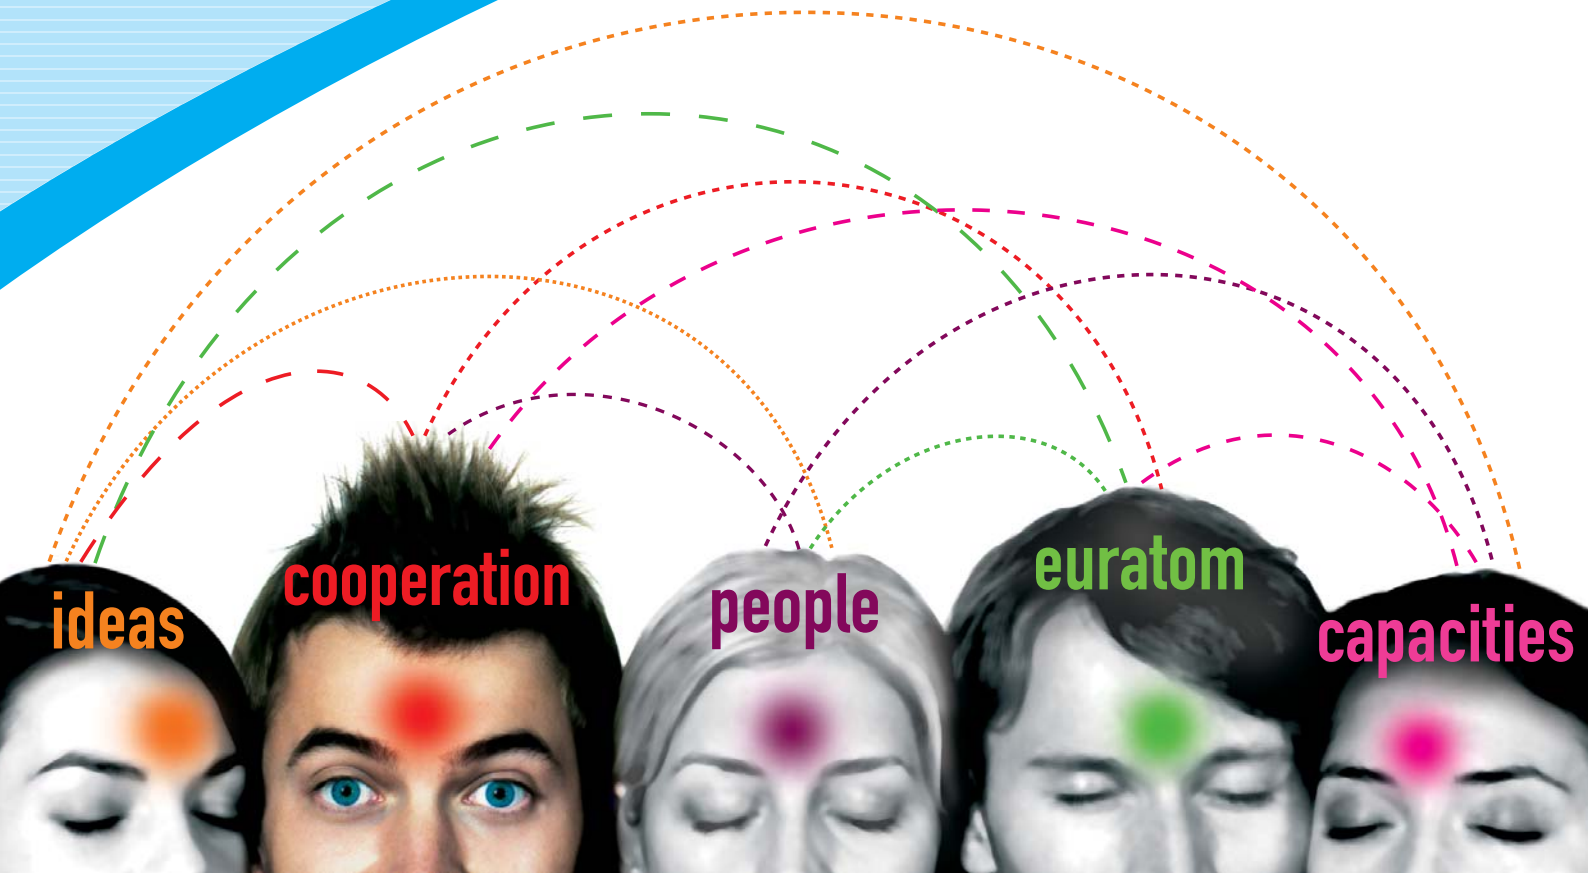 ideas
cooperation
people
euratom
capacities